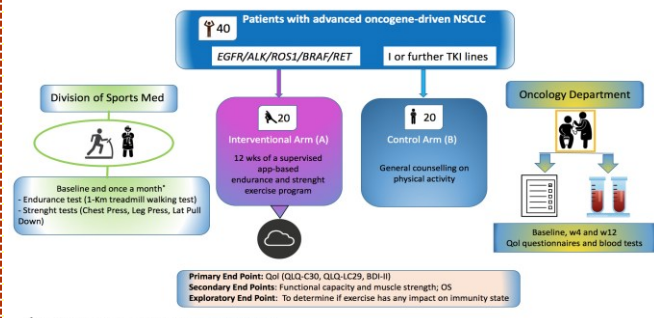 40
Patients with advanced oncogene-driven NSCLC
EGFR/ALK/ROS1/BRAF/RET
I or further TKI lines
Division of Sports Med
Baseline and once a month*
- Endurance test (1-Km treadmill walking test)
- Strenght tests (Chest Press, Leg Press, Lat Pull
Down)
20
Interventional Arm (A)
12 wks of a supervised
app-based
endurance and strenght
exercise program
20
Control Arm (B)
General counselling on
physical activity
Oncology Department
Baseline, w4 and w12
Qol questionnaires and blood tests
Primary End Point: Qol (QLQ-C30, QLQ-LC29, BDI-II)
Secondary End Points: Functional capacity and muscle strength; OS
Exploratory End Point: To determine if exercise has any impact on immunity state